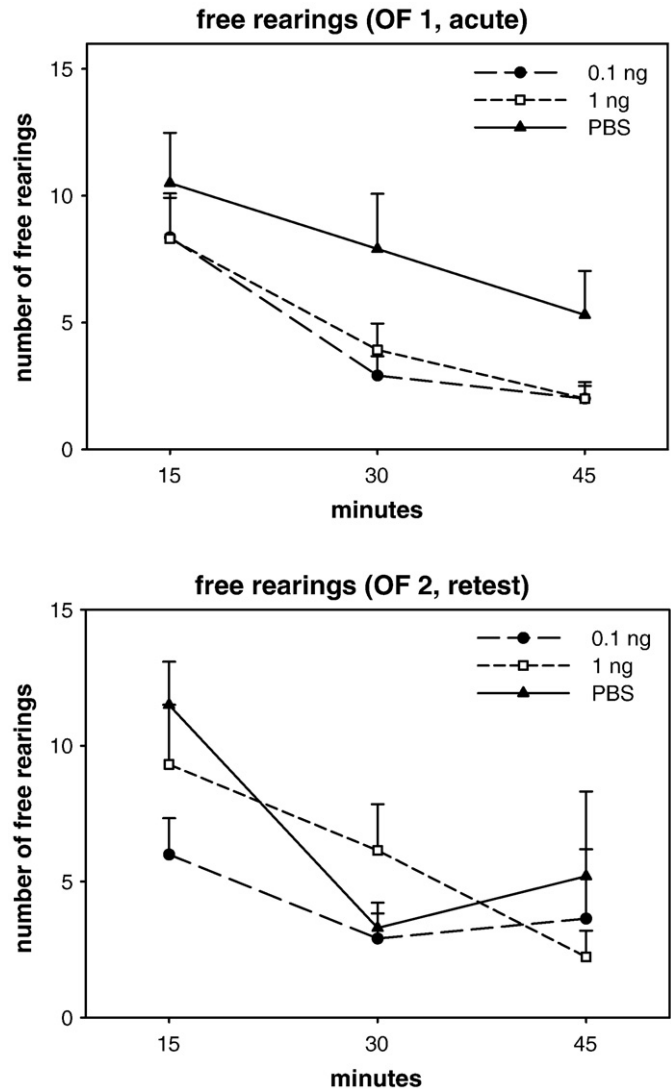 free rearings (OF 1, acute)
number of free rearings
15
10
5
0
0.1 ng
1 ng
PBS
15 30 45
minutes
free rearings (OF 2, retest)
number of free rearings
15
10
5
0
0.1 ng
1 ng
PBS
15 30 45
minutes